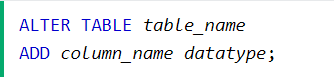 ALTER TABLE table_name
ADD column_name datatype;